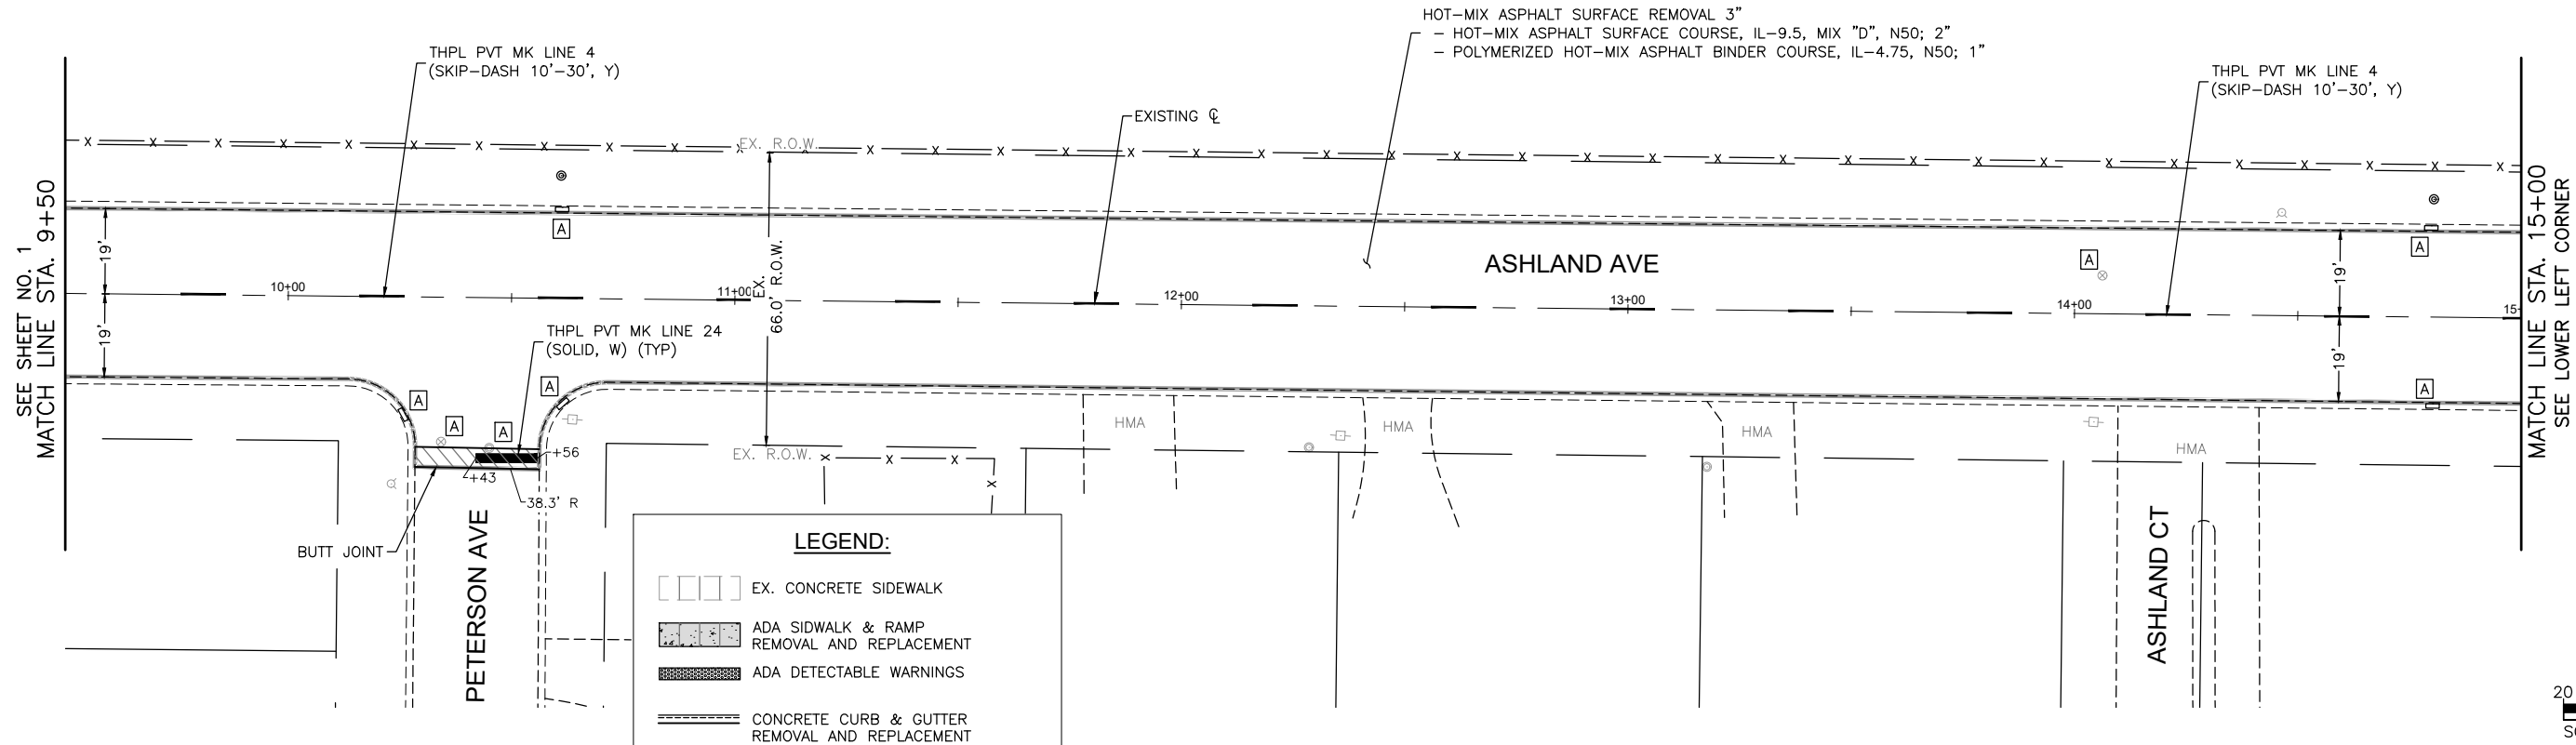 HOT-MIX ASPHALT SURFACE REMOVAL 3"
- HOT-MIX ASPHALT SURFACE COURSE, IL-9.5, MIX "D", N50; 2"
- POLYMERIZED HOT-MIX ASPHALT BINDER COURSE, IL-4.75, N50; 1"
THPL PVT MK LINE 4
(SKIP-DASH 10'-30', Y)
THPL PVT MK LINE 4
(SKIP-DASH 10'-30', Y)
EXISTING ℄
EX. R.O.W.
SEE SHEET NO. 1
MATCH LINE STA. 9+50
19'
19'
A
EX.
66.0' R.O.W.
ASHLAND AVE
A
A
19'
19'
MATCH LINE STA. 15+00
SEE LOWER LEFT CORNER
10+00
11+00
12+00
13+00
14+00
15+
THPL PVT MK LINE 24
(SOLID, W) (TYP)
A
A
A
A
A
+56
+43
38.3' R
EX. R.O.W.
HMA
HMA
HMA
HMA
BUTT JOINT
PETERSON AVE
ASHLAND CT
LEGEND:
EX. CONCRETE SIDEWALK
ADA SIDWALK & RAMP
REMOVAL AND REPLACEMENT
ADA DETECTABLE WARNINGS
CONCRETE CURB & GUTTER
REMOVAL AND REPLACEMENT
20